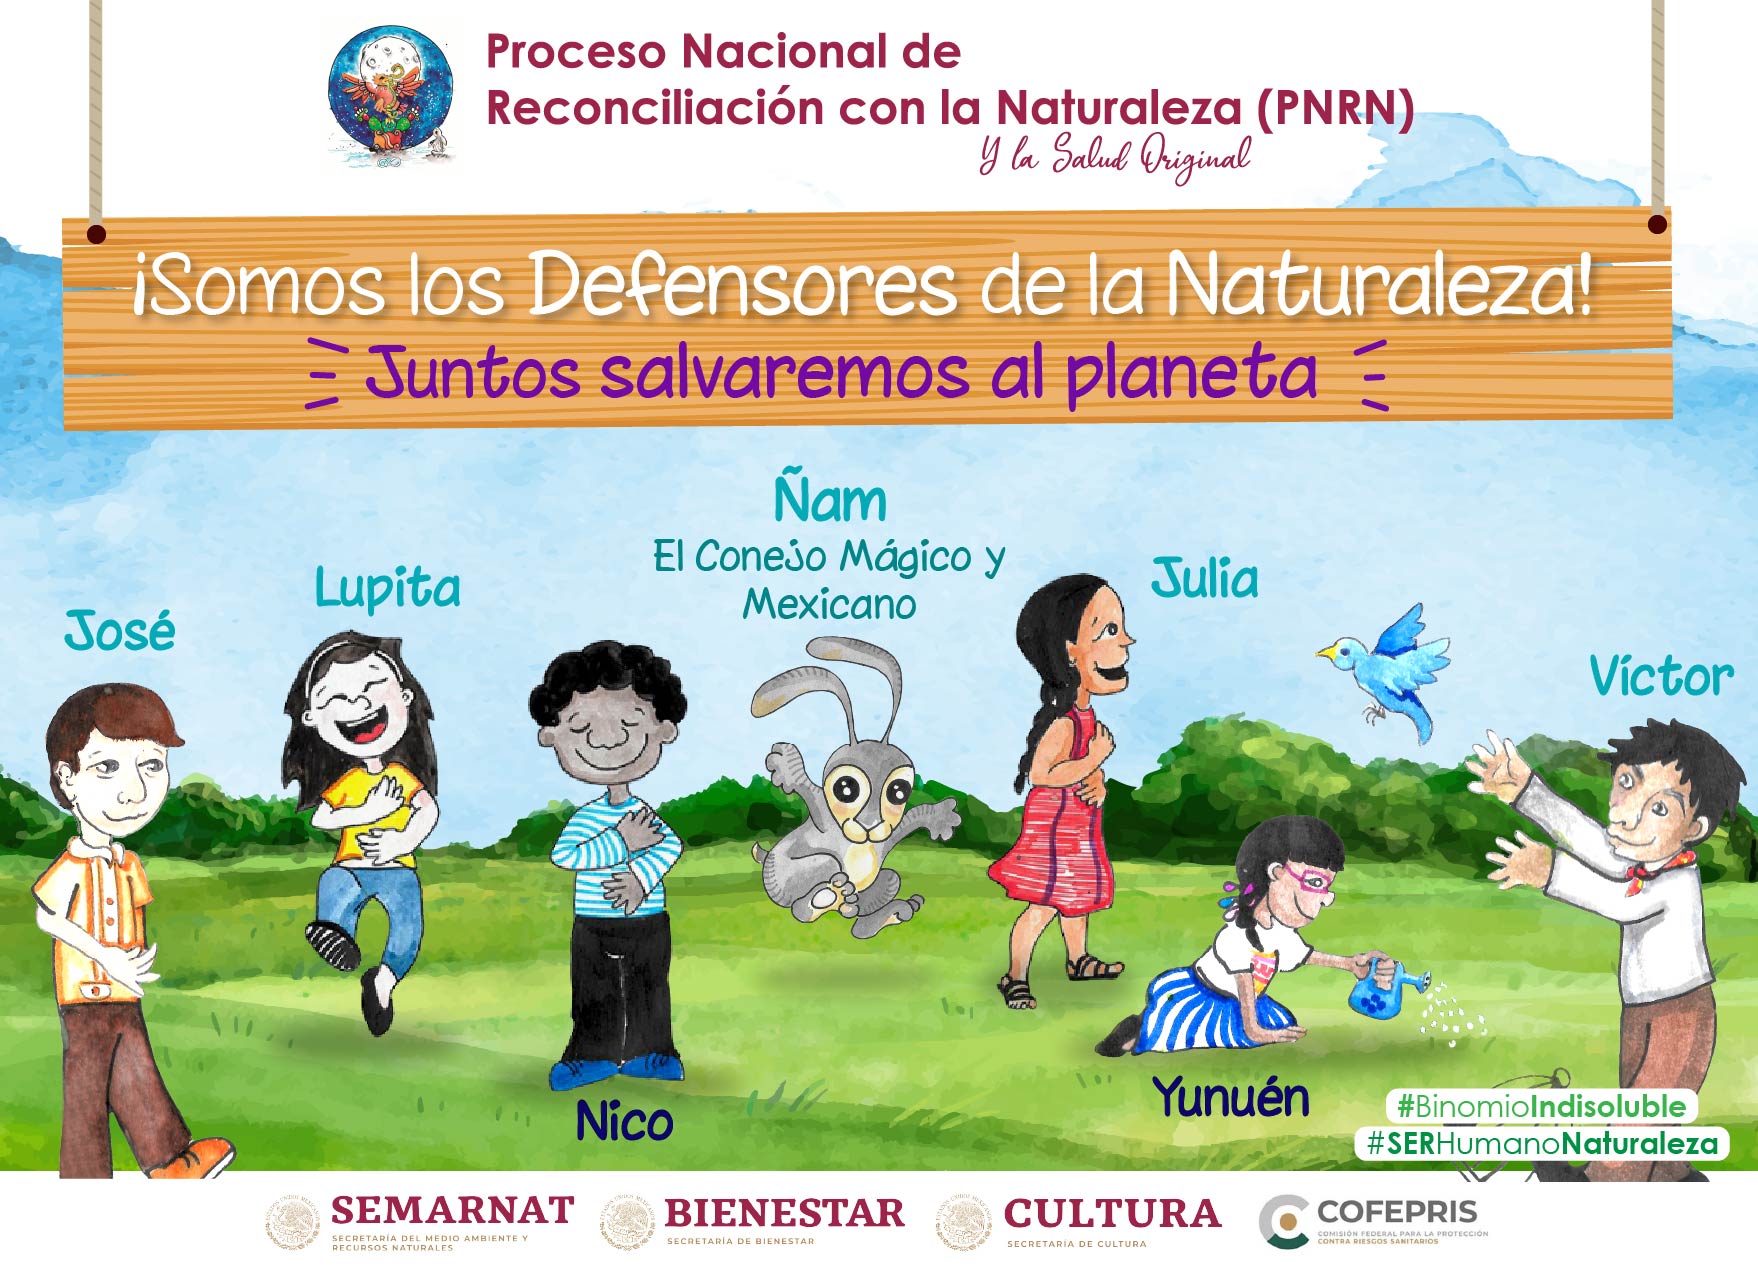 Proceso Nacional de
Reconciliación con la Naturaleza (PNRN)
Y la Salud Original
¡Somos los Defensores de la Naturaleza!
Juntos salvaremos al planeta
Ñam
El Conejo Mágico y
Mexicano
José
Lupita
Julia
Víctor
Nico
Yunuén
#BinomioIndisoluble
#SERHumanoNaturaleza
SEMARNAT
SECRETARÍA DEL MEDIO AMBIENTE Y
RECURSOS NATURALES
BIENESTAR
SECRETARÍA DE BIENESTAR
CULTURA
SECRETARÍA DE CULTURA
COFEPRIS
COMISIÓN FEDERAL PARA LA PROTECCIÓN
CONTRA RIESGOS SANITARIOS